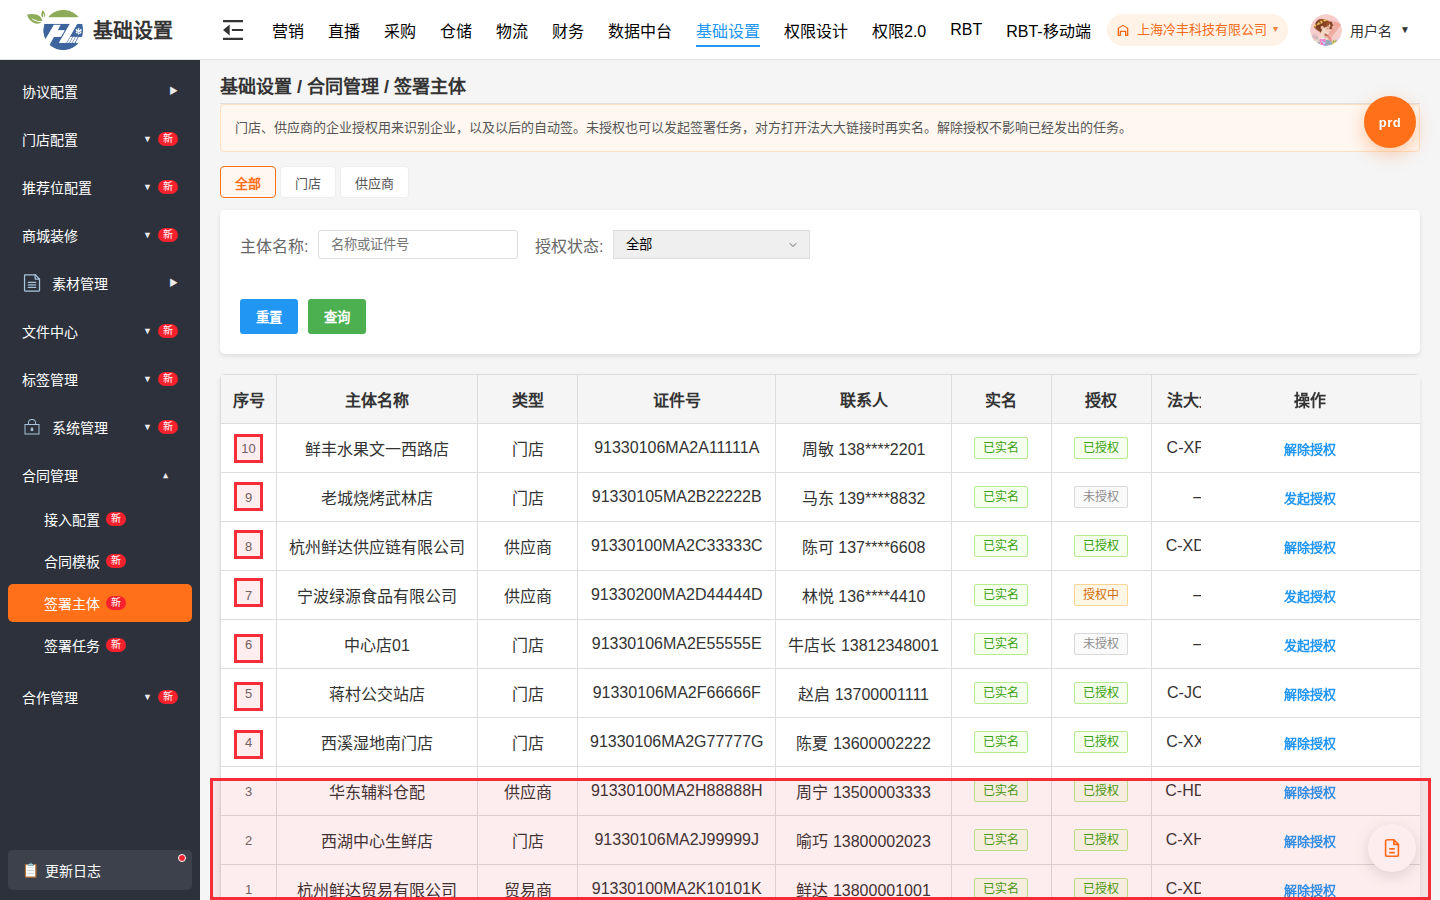 基础设置
营销 直播 采购 仓储 物流 财务 数据中台 基础设置 权限设计 权限2.0 RBT RBT-移动端
上海冷丰科技有限公司 ▾
用户名 ▼
协议配置 ▶
门店配置 ▼ 新
推荐位配置 ▼ 新
商城装修 ▼ 新
素材管理 ▶
文件中心 ▼ 新
标签管理 ▼ 新
系统管理 ▼ 新
合同管理 ▲
接入配置 新
合同模板 新
签署主体 新
签署任务 新
合作管理 ▼ 新
更新日志
基础设置 / 合同管理 / 签署主体
门店、供应商的企业授权用来识别企业，以及以后的自动签。未授权也可以发起签署任务，对方打开法大大链接时再实名。解除授权不影响已经发出的任务。
prd
全部 门店 供应商
主体名称: 名称或证件号 授权状态: 全部
重置 查询
序号 主体名称 类型 证件号 联系人 实名 授权 法大 操作
10 鲜丰水果文一西路店 门店 91330106MA2A11111A 周敏 138****2201 已实名 已授权 C-XF 解除授权
9 老城烧烤武林店 门店 91330105MA2B22222B 马东 139****8832 已实名 未授权 – 发起授权
8 杭州鲜达供应链有限公司 供应商 91330100MA2C33333C 陈可 137****6608 已实名 已授权 C-XD 解除授权
7 宁波绿源食品有限公司 供应商 91330200MA2D44444D 林悦 136****4410 已实名 授权中 – 发起授权
6 中心店01 门店 91330106MA2E55555E 牛店长 13812348001 已实名 未授权 – 发起授权
5 蒋村公交站店 门店 91330106MA2F66666F 赵启 13700001111 已实名 已授权 C-JC 解除授权
4 西溪湿地南门店 门店 91330106MA2G77777G 陈夏 13600002222 已实名 已授权 C-XX 解除授权
3 华东辅料仓配 供应商 91330100MA2H88888H 周宁 13500003333 已实名 已授权 C-HD 解除授权
2 西湖中心生鲜店 门店 91330106MA2J99999J 喻巧 13800002023 已实名 已授权 C-XH 解除授权
1 杭州鲜达贸易有限公司 贸易商 91330100MA2K10101K 鲜达 13800001001 已实名 已授权 C-XD 解除授权